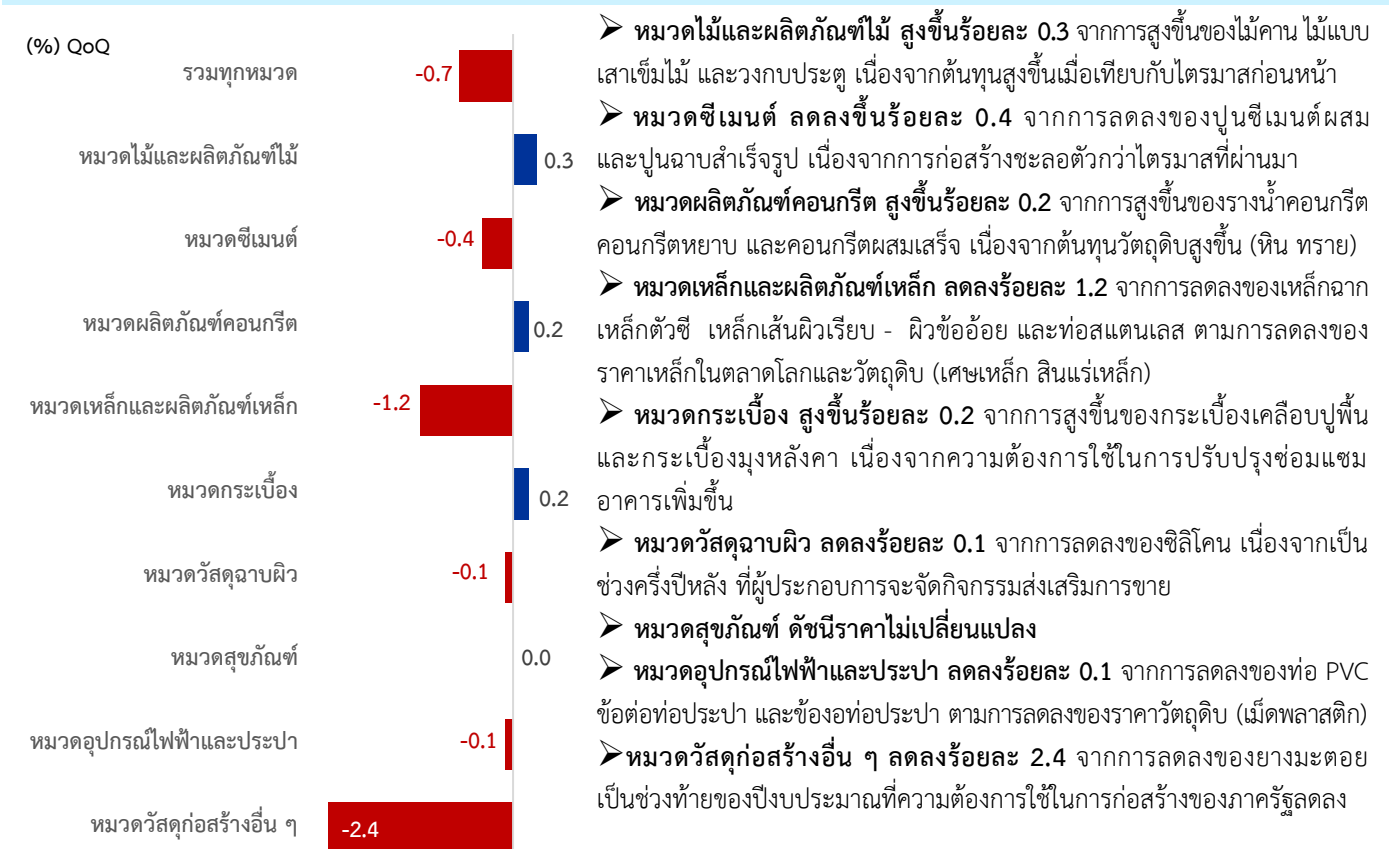 (%) QoQ
รวมทุกหมวด
-0.7
หมวดไม้และผลิตภัณฑ์ไม้
0.3
หมวดซีเมนต์
-0.4
หมวดผลิตภัณฑ์คอนกรีต
0.2
หมวดเหล็กและผลิตภัณฑ์เหล็ก
-1.2
หมวดกระเบื้อง
0.2
หมวดวัสดุฉาบผิว
-0.1
หมวดสุขภัณฑ์
0.0
หมวดอุปกรณ์ไฟฟ้าและประปา
-0.1
หมวดวัสดุก่อสร้างอื่น ๆ
-2.4
➢ หมวดไม้และผลิตภัณฑ์ไม้ สูงขึ้นร้อยละ 0.3 จากการสูงขึ้นของไม้คาน ไม้แบบ
เสาเข็มไม้ และวงกบประตู เนื่องจากต้นทุนสูงขึ้นเมื่อเทียบกับไตรมาสก่อนหน้า
➢ หมวดซีเมนต์ ลดลงขึ้นร้อยละ 0.4 จากการลดลงของปูนซีเมนต์ผสม
และปูนฉาบสำเร็จรูป เนื่องจากการก่อสร้างชะลอตัวกว่าไตรมาสที่ผ่านมา
➢ หมวดผลิตภัณฑ์คอนกรีต สูงขึ้นร้อยละ 0.2 จากการสูงขึ้นของรางน้ำคอนกรีต
คอนกรีตหยาบ และคอนกรีตผสมเสร็จ เนื่องจากต้นทุนวัตถุดิบสูงขึ้น (หิน ทราย)
➢ หมวดเหล็กและผลิตภัณฑ์เหล็ก ลดลงร้อยละ 1.2 จากการลดลงของเหล็กฉาก
เหล็กตัวซี เหล็กเส้นผิวเรียบ - ผิวข้ออ้อย และท่อสแตนเลส ตามการลดลงของ
ราคาเหล็กในตลาดโลกและวัตถุดิบ (เศษเหล็ก สินแร่เหล็ก)
➢ หมวดกระเบื้อง สูงขึ้นร้อยละ 0.2 จากการสูงขึ้นของกระเบื้องเคลือบปูพื้น
และกระเบื้องมุงหลังคา เนื่องจากความต้องการใช้ในการปรับปรุงซ่อมแซม
อาคารเพิ่มขึ้น
➢ หมวดวัสดุฉาบผิว ลดลงร้อยละ 0.1 จากการลดลงของซิลิโคน เนื่องจากเป็น
ช่วงครึ่งปีหลัง ที่ผู้ประกอบการจะจัดกิจกรรมส่งเสริมการขาย
➢ หมวดสุขภัณฑ์ ดัชนีราคาไม่เปลี่ยนแปลง
➢ หมวดอุปกรณ์ไฟฟ้าและประปา ลดลงร้อยละ 0.1 จากการลดลงของท่อ PVC
ข้อต่อท่อประปา และข้องอท่อประปา ตามการลดลงของราคาวัตถุดิบ (เม็ดพลาสติก)
➢หมวดวัสดุก่อสร้างอื่น ๆ ลดลงร้อยละ 2.4 จากการลดลงของยางมะตอย
เป็นช่วงท้ายของปีงบประมาณที่ความต้องการใช้ในการก่อสร้างของภาครัฐลดลง